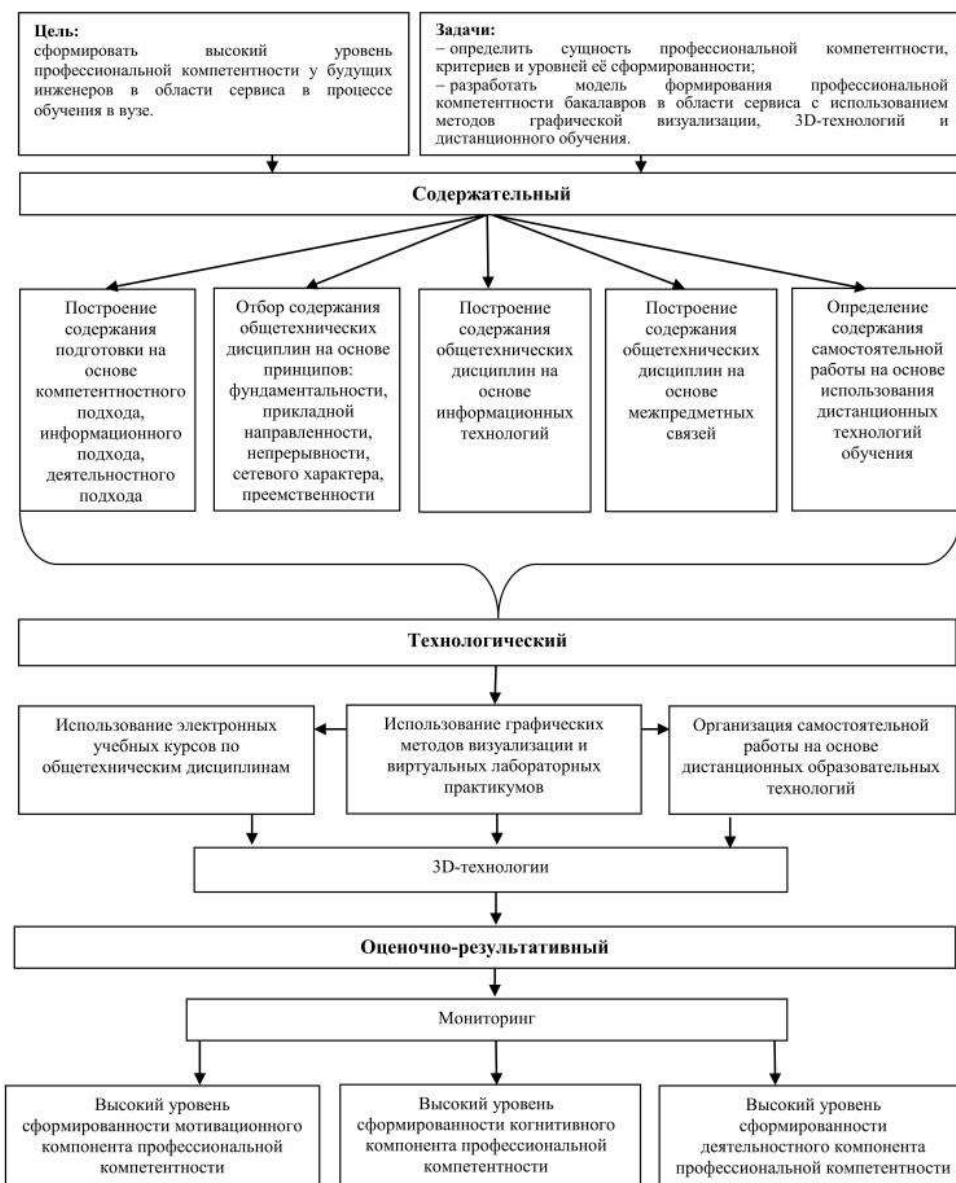 Цель:
сформировать высокий уровень
профессиональной компетентности у будущих
инженеров в области сервиса в процессе
обучения в вузе.
Задачи:
– определить сущность профессиональной компетентности,
критериев и уровней её сформированности;
– разработать модель формирования профессиональной
компетентности бакалавров в области сервиса с использованием
методов графической визуализации, 3D-технологий и
дистанционного обучения.
Содержательный
Построение
содержания
подготовки на
основе
компетентностного
подхода,
информационного
подхода,
деятельностного
подхода
Отбор содержания
общетехнических
дисциплин на основе
принципов:
фундаментальности,
прикладной
направленности,
непрерывности,
сетевого характера,
преемственности
Построение
содержания
общетехнических
дисциплин на
основе
информационных
технологий
Построение
содержания
общетехнических
дисциплин на
основе
межпредметных
связей
Определение
содержания
самостоятельной
работы на основе
использования
дистанционных
технологий
обучения
Технологический
Использование электронных
учебных курсов по
общетехническим дисциплинам
Использование графических
методов визуализации и
виртуальных лабораторных
практикумов
Организация самостоятельной
работы на основе
дистанционных образовательных
технологий
3D-технологии
Оценочно-результативный
Мониторинг
Высокий уровень
сформированности мотивационного
компонента профессиональной
компетентности
Высокий уровень
сформированности когнитивного
компонента профессиональной
компетентности
Высокий уровень
сформированности
деятельностного компонента
профессиональной компетентности